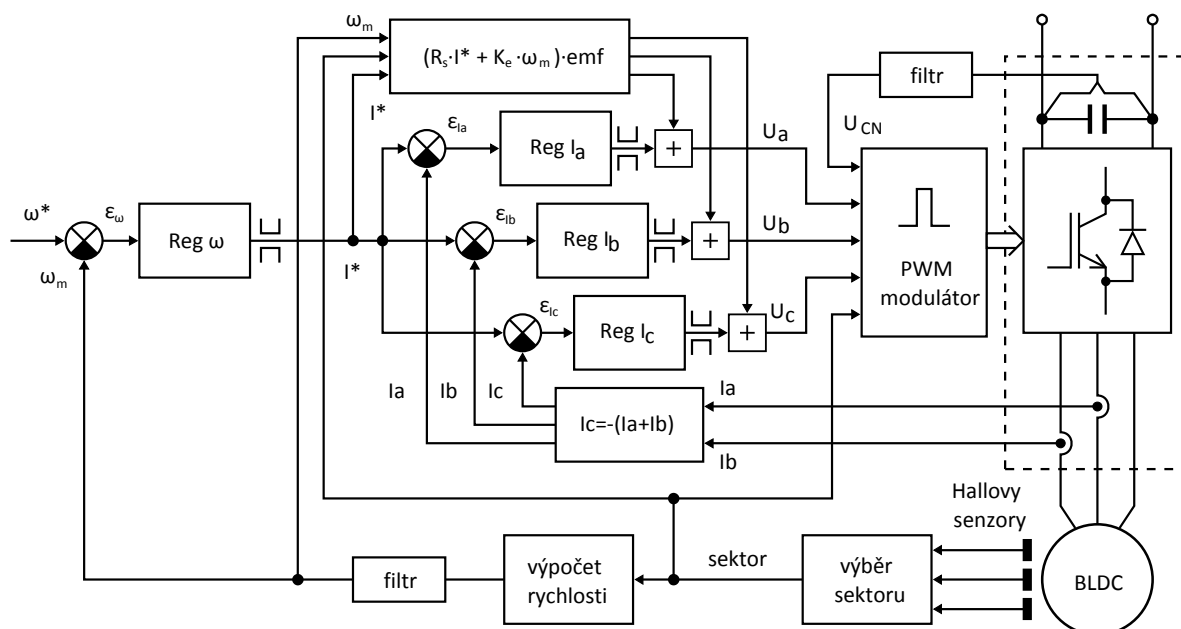 ω_m
(R_s·I* + K_e·ω_m)·emf
filtr
I*
ε_Ia
Reg I_a
+
U_a
U_CN
ω*
ε_ω
Reg ω
ω_m
I*
ε_Ib
Reg I_b
+
U_b
PWM
modulátor
ε_Ic
Reg I_c
+
U_c
Ia
Ib
Ic
Ic=-(Ia+Ib)
Ia
Ib
Hallovy
senzory
filtr
výpočet
rychlosti
sektor
výběr
sektoru
BLDC